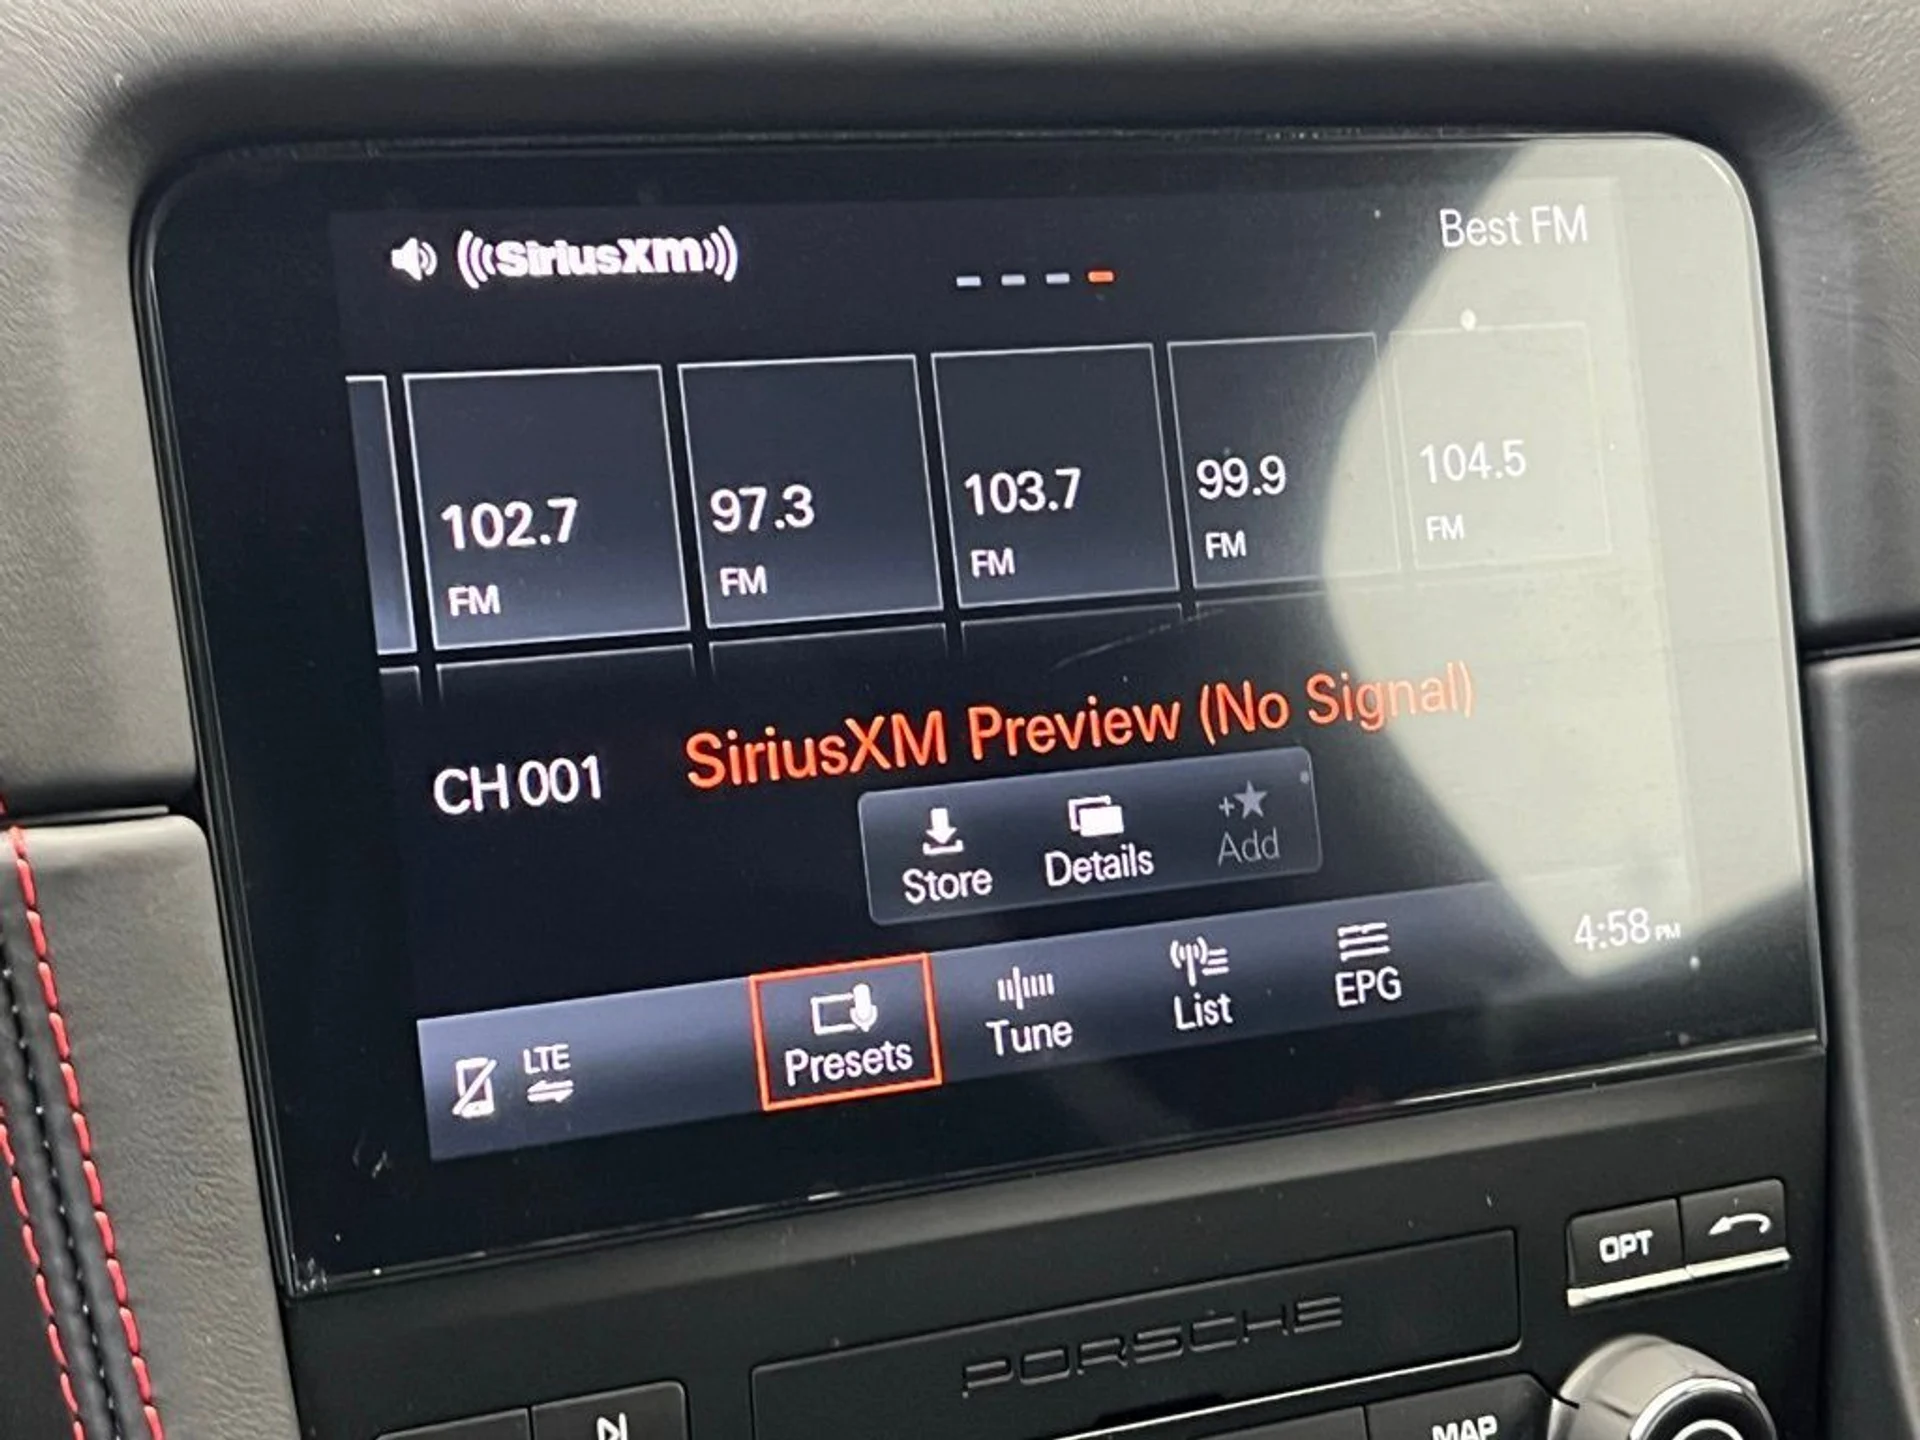 ((SiriusXM))
Best FM
102.7
FM
97.3
FM
103.7
FM
99.9
FM
104.5
FM
CH 001
SiriusXM Preview (No Signal)
Store
Details
+★ Add
LTE
Presets
Tune
List
EPG
4:58 PM
OPT
PORSCHE
MAP